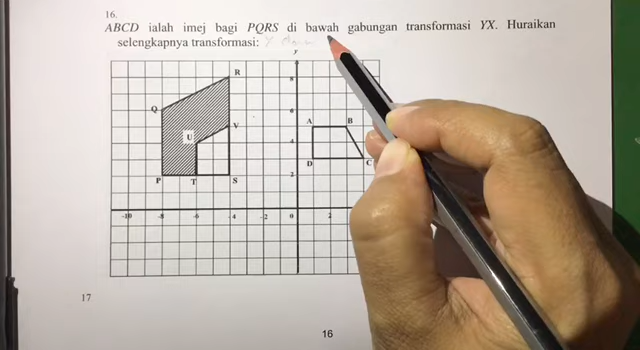 16.
ABCD ialah imej bagi PQRS di bawah gabungan transformasi YX. Huraikan
selengkapnya transformasi:
y
R
8
Q
6
A B
V
U
4
D C
2
P T S
-10 -8 -6 4 -2 0 2
17
16